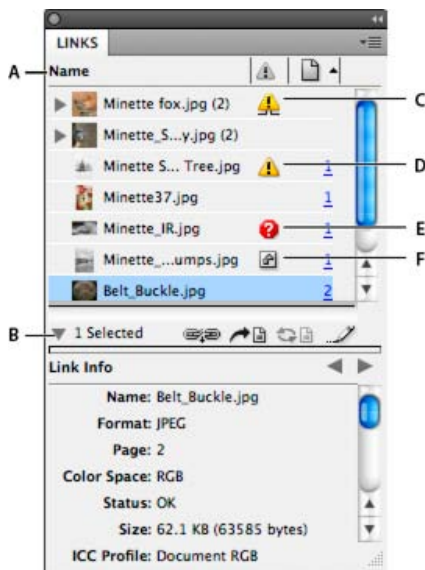 LINKS
A Name
Minette fox.jpg (2) C
Minette_S...y.jpg (2)
Minette S... Tree.jpg 1 D
Minette37.jpg 1
Minette_IR.jpg ? 1 E
Minette_...umps.jpg 1 F
Belt_Buckle.jpg 2
B 1 Selected
Link Info
Name: Belt_Buckle.jpg
Format: JPEG
Page: 2
Color Space: RGB
Status: OK
Size: 62.1 KB (63585 bytes)
ICC Profile: Document RGB